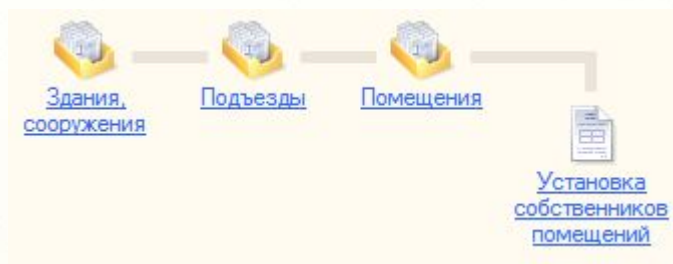 Здания,
сооружения
Подъезды
Помещения
Установка
собственников
помещений